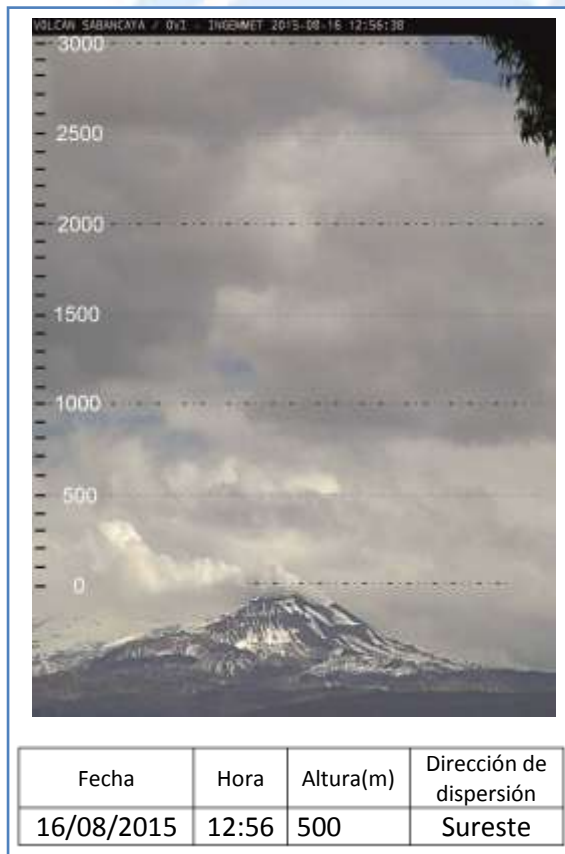 VOLCAN SABANCAYA / OVI - INGEMMET 2015-08-16 12:56:38
3000
2500
2000
1500
1000
500
0
Fecha Hora Altura(m) Dirección de dispersión
16/08/2015 12:56 500 Sureste